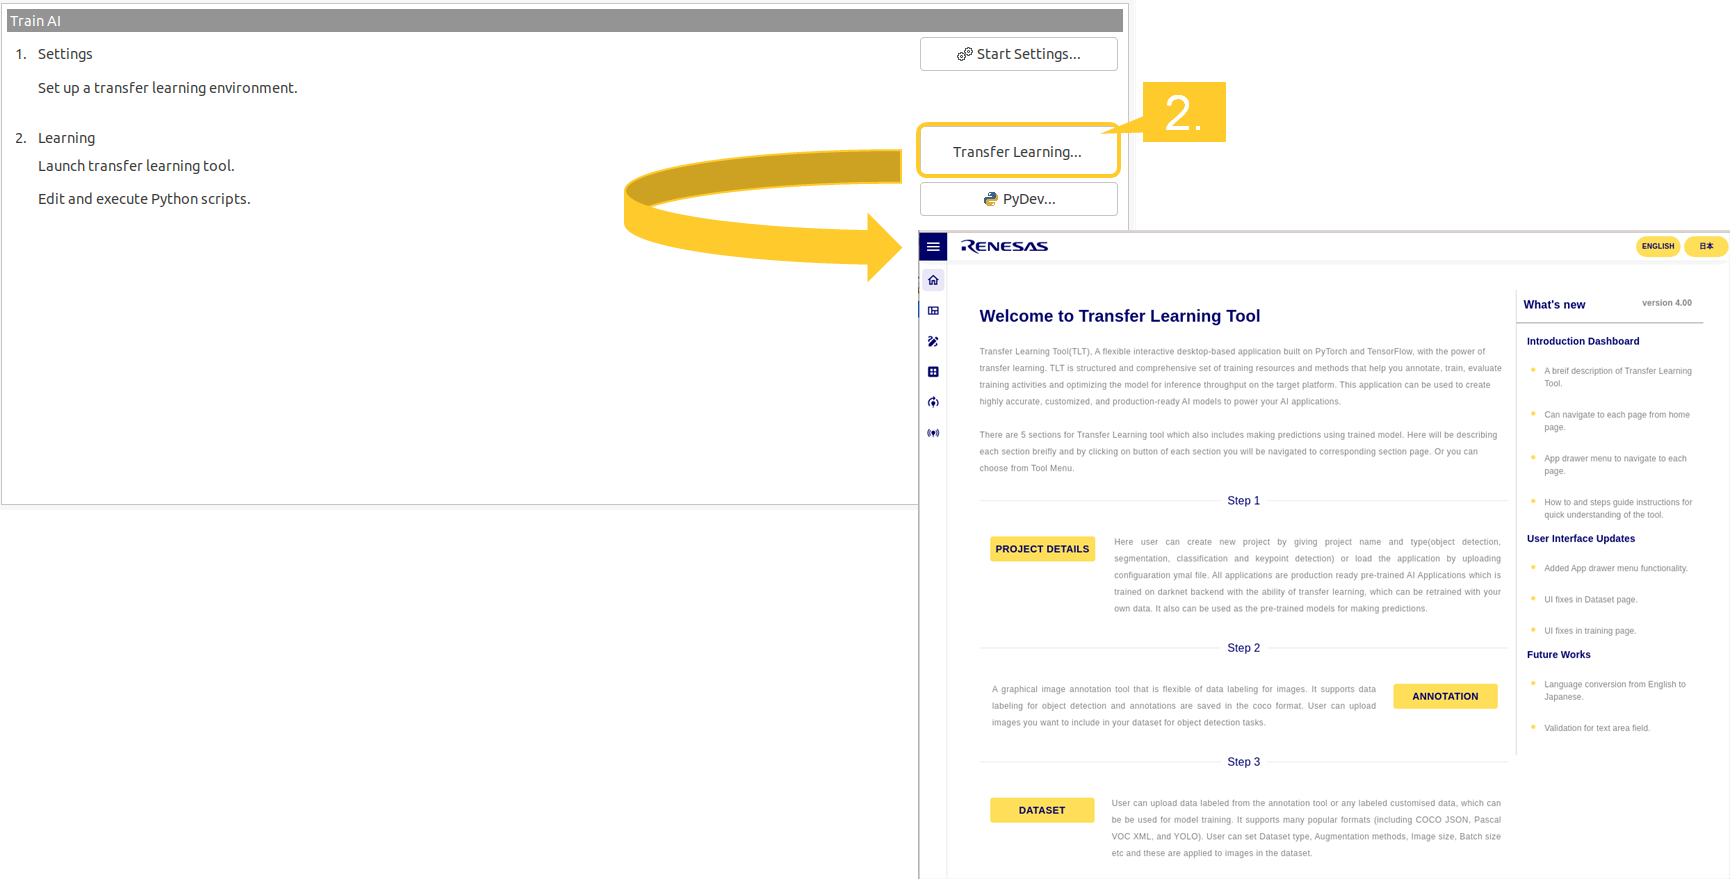 Train AI
1. Settings
Start Settings...
Set up a transfer learning environment.
2.
2. Learning
Transfer Learning...
Launch transfer learning tool.
Edit and execute Python scripts.
PyDev...
RENESAS
ENGLISH
日本
Welcome to Transfer Learning Tool
Transfer Learning Tool(TLT), A flexible interactive desktop-based application built on PyTorch and TensorFlow, with the power of
transfer learning. TLT is structured and comprehensive set of training resources and methods that help you annotate, train, evaluate
training activities and optimizing the model for inference throughput on the target platform. This application can be used to create
highly accurate, customized, and production-ready AI models to power your AI applications.
There are 5 sections for Transfer Learning tool which also includes making predictions using trained model. Here will be describing
each section breifly and by clicking on button of each section you will be navigated to corresponding section page. Or you can
choose from Tool Menu.
Step 1
PROJECT DETAILS
Here user can create new project by giving project name and type(object detection,
segmentation, classification and keypoint detection) or load the application by uploading
configuaration ymal file. All applications are production ready pre-trained AI Applications which is
trained on darknet backend with the ability of transfer learning, which can be retrained with your
own data. It also can be used as the pre-trained models for making predictions.
Step 2
A graphical image annotation tool that is flexible of data labeling for images. It supports data
labeling for object detection and annotations are saved in the coco format. User can upload
images you want to include in your dataset for object detection tasks.
ANNOTATION
Step 3
DATASET
User can upload data labeled from the annotation tool or any labeled customised data, which can
be be used for model training. It supports many popular formats (including COCO JSON, Pascal
VOC XML, and YOLO). User can set Dataset type, Augmentation methods, Image size, Batch size
etc and these are applied to images in the dataset.
What's new
version 4.00
Introduction Dashboard
A breif description of Transfer Learning
Tool.
Can navigate to each page from home
page.
App drawer menu to navigate to each
page.
How to and steps guide instructions for
quick understanding of the tool.
User Interface Updates
Added App drawer menu functionality.
UI fixes in Dataset page.
UI fixes in training page.
Future Works
Language conversion from English to
Japanese.
Validation for text area field.